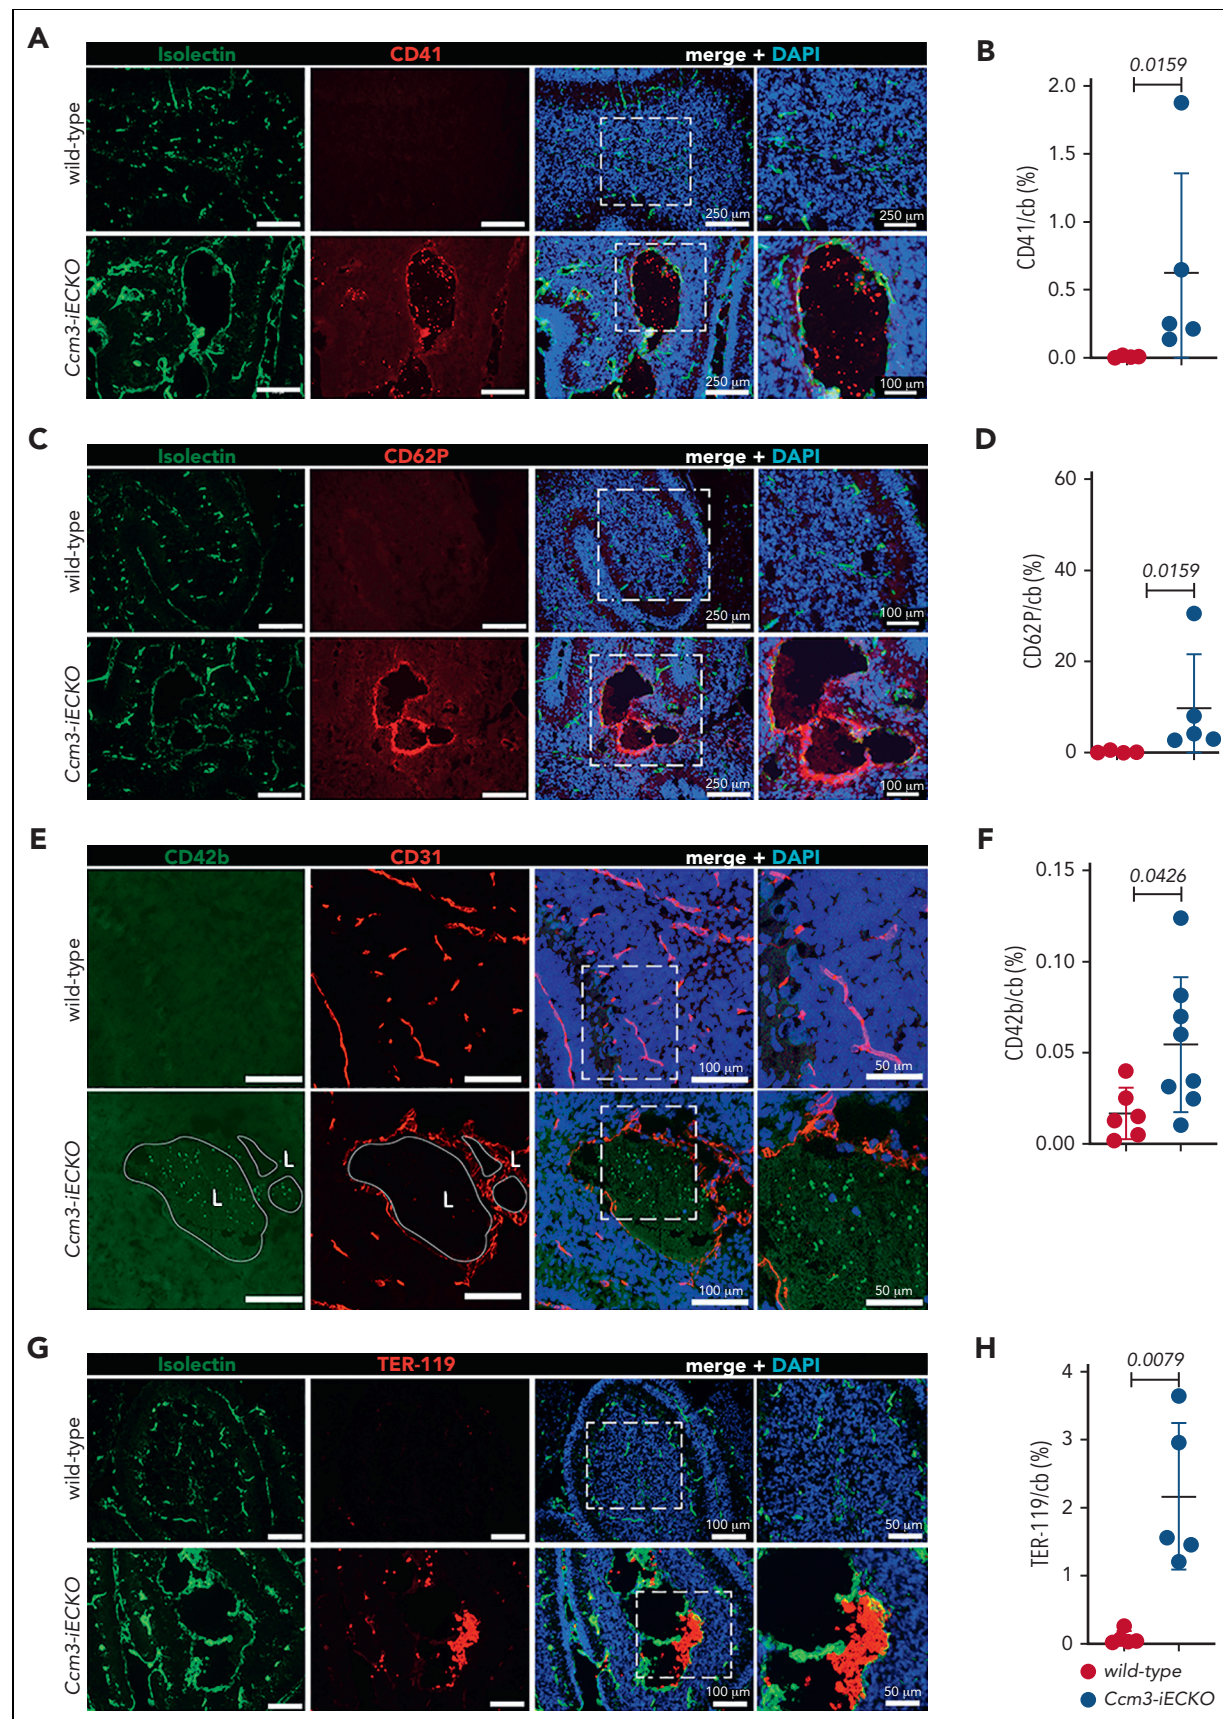 A
Isolectin CD41 merge + DAPI
wild-type
250 µm 250 µm
Ccm3-iECKO
250 µm 100 µm
B
0.0159
CD41/cb (%)
2.0
1.5
1.0
0.5
0.0
C
Isolectin CD62P merge + DAPI
wild-type
250 µm 100 µm
Ccm3-iECKO
250 µm 100 µm
D
CD62P/cb (%)
60
40
20
0
0.0159
E
CD42b CD31 merge + DAPI
wild-type
100 µm 50 µm
Ccm3-iECKO
L L L L
100 µm 50 µm
F
0.0426
CD42b/cb (%)
0.15
0.10
0.05
0.00
G
Isolectin TER-119 merge + DAPI
wild-type
100 µm 50 µm
Ccm3-iECKO
100 µm 50 µm
H
0.0079
TER-119/cb (%)
4
3
2
1
0
wild-type
Ccm3-iECKO